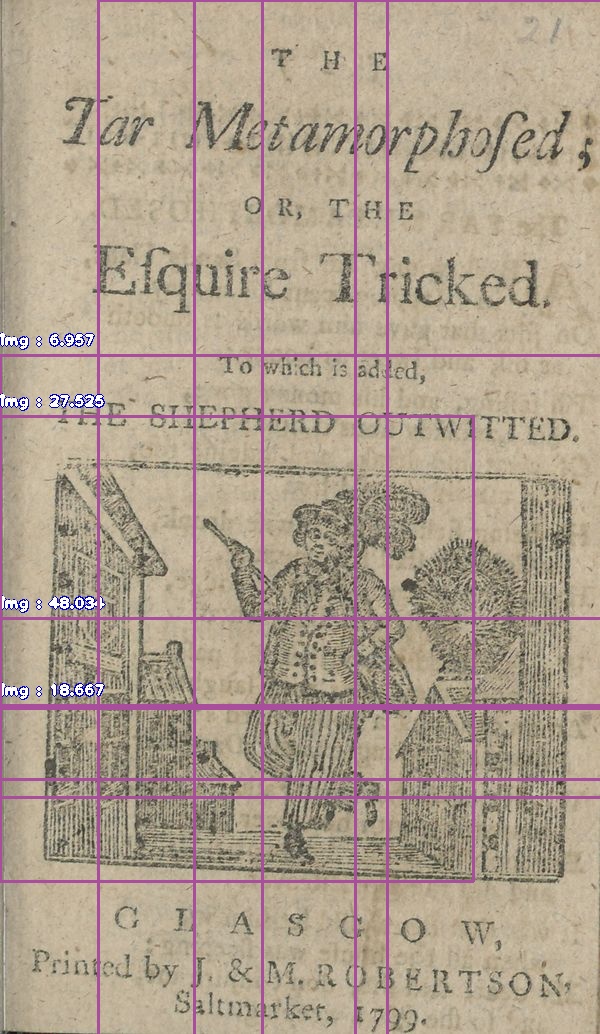 21
THE
Tar Metamorphoſed;
OR, THE
Eſquire Tricked.
Img : 6.957
To which is added,
Img : 27.525
THE SHEPHERD OUTWITTED.
Img : 48.034
Img : 18.667
GLASGOW,
Printed by J. & M. ROBERTSON,
Saltmarket, 1799.